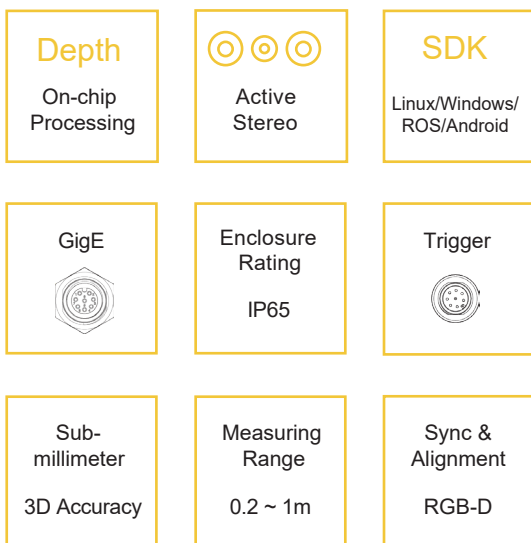 Depth
On-chip
Processing
Active
Stereo
SDK
Linux/Windows/
ROS/Android
GigE
Enclosure
Rating
IP65
Trigger
Sub-
millimeter
3D Accuracy
Measuring
Range
0.2 ~ 1m
Sync &
Alignment
RGB-D